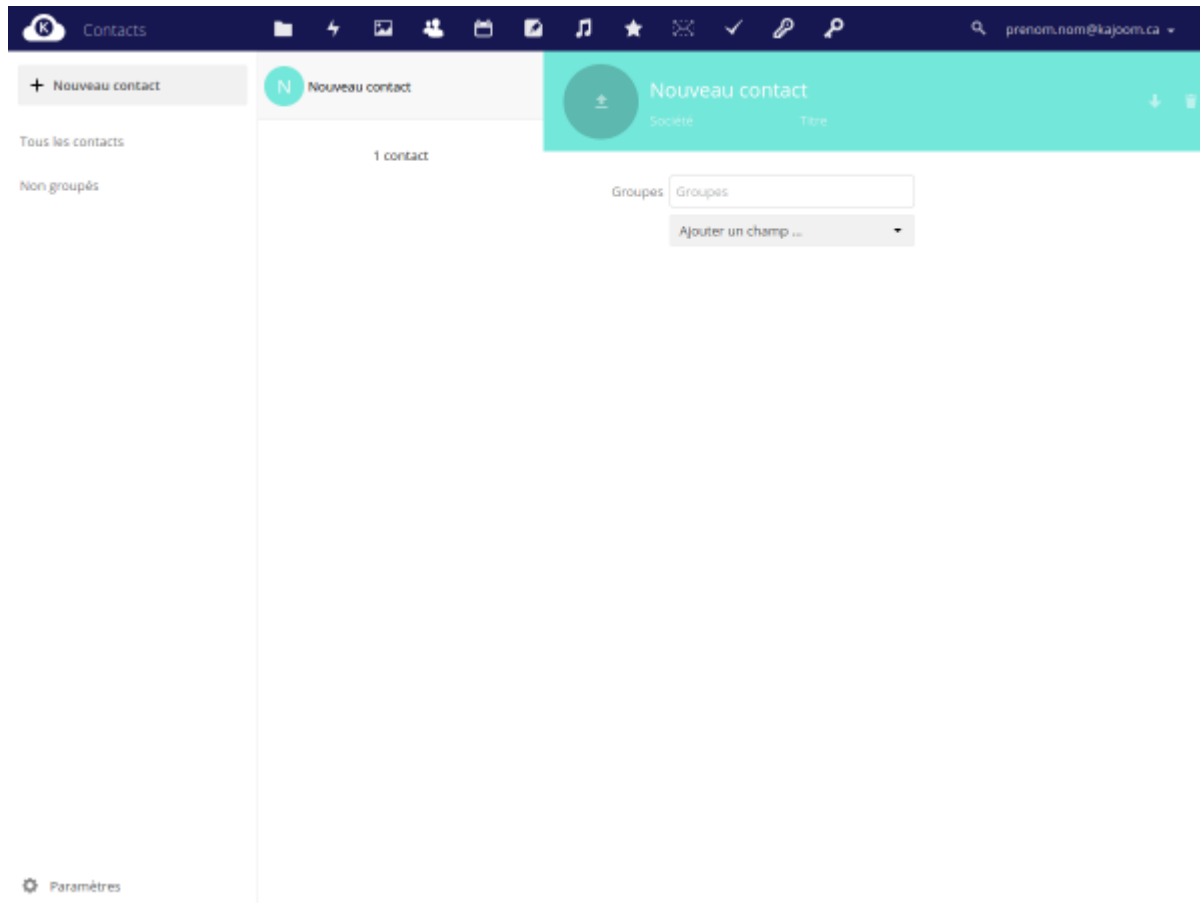 K Contacts prenom.nom@kajoom.ca
+ Nouveau contact
Tous les contacts
Non groupés
Paramètres
N Nouveau contact
1 contact
Nouveau contact
Société Titre
Groupes Groupes
Ajouter un champ ...